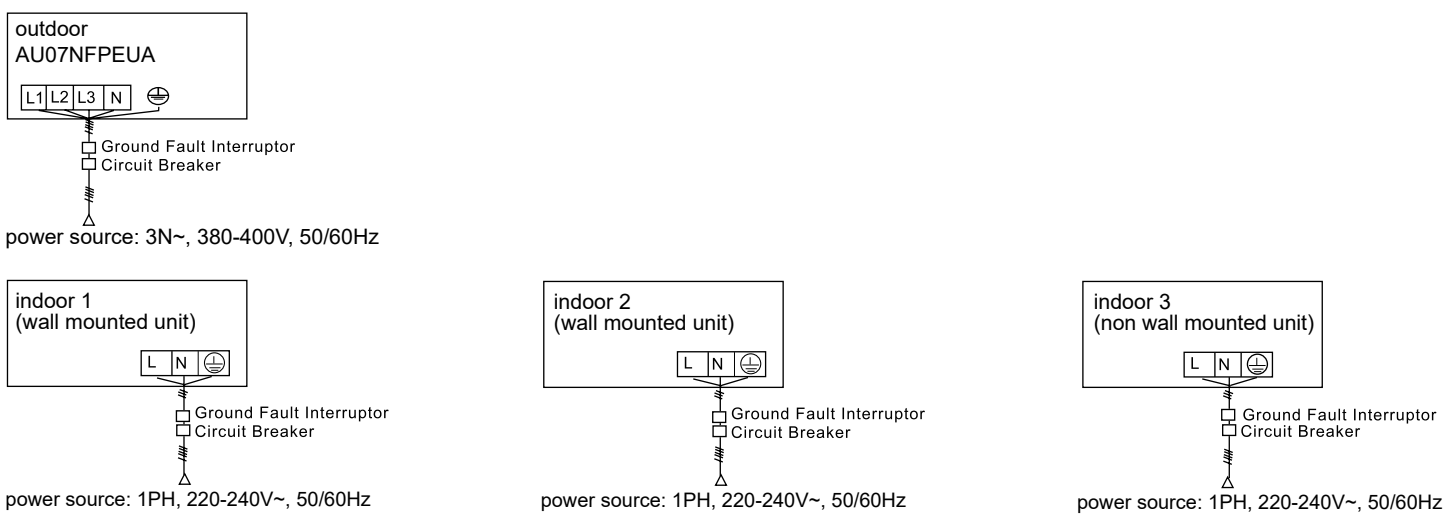 outdoor
AU07NFPEUA
L1 L2 L3 N
Ground Fault Interruptor
Circuit Breaker
power source: 3N~, 380-400V, 50/60Hz
indoor 1
(wall mounted unit)
L N
Ground Fault Interruptor
Circuit Breaker
power source: 1PH, 220-240V~, 50/60Hz
indoor 2
(wall mounted unit)
L N
Ground Fault Interruptor
Circuit Breaker
power source: 1PH, 220-240V~, 50/60Hz
indoor 3
(non wall mounted unit)
L N
Ground Fault Interruptor
Circuit Breaker
power source: 1PH, 220-240V~, 50/60Hz